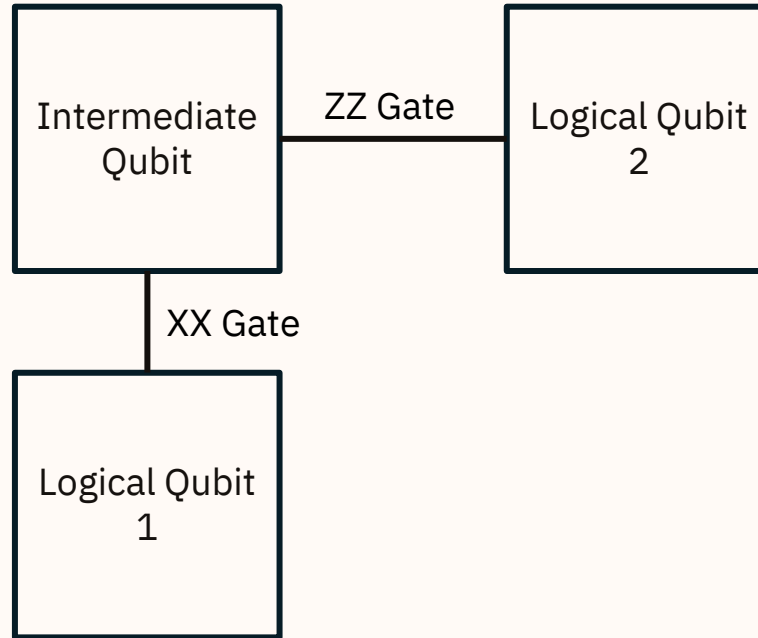 Intermediate
Qubit
ZZ Gate
Logical Qubit
2
XX Gate
Logical Qubit
1